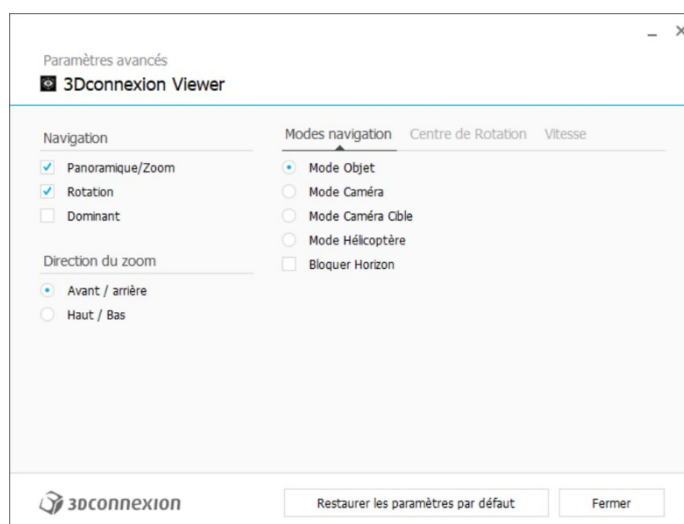 Paramètres avancés
3Dconnexion Viewer
Navigation
Panoramique/Zoom
Rotation
Dominant
Direction du zoom
Avant / arrière
Haut / Bas
Modes navigation Centre de Rotation Vitesse
Mode Objet
Mode Caméra
Mode Caméra Cible
Mode Hélicoptère
Bloquer Horizon
3Dconnexion
Restaurer les paramètres par défaut
Fermer